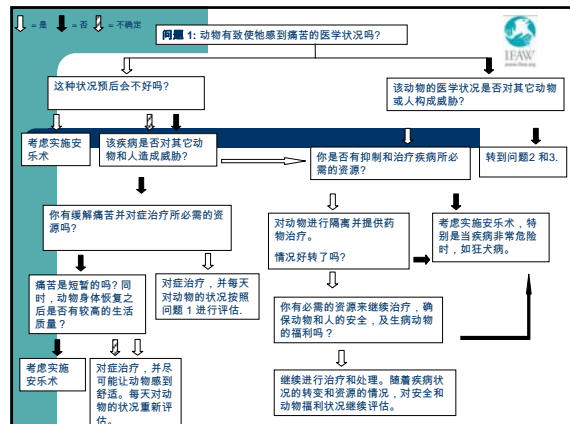 = 是 = 否 = 不确定
问题 1: 动物有致使牠感到痛苦的医学状况吗?
IFAW
www.ifaw.org
这种状况预后会不好吗?
该动物的医学状况是否对其它动物
或人构成威胁?
考虑实施安
乐术
该疾病是否对其它动
物和人造成威胁?
你是否有抑制和治疗疾病所必
需的资源?
转到问题2 和3.
你有缓解痛苦并对症治疗所必需的资
源吗?
对动物进行隔离并提供药
物治疗。
情况好转了吗?
考虑实施安乐术，特
别是当疾病非常危险
时，如狂犬病。
痛苦是短暂的吗? 同
时，动物身体恢复之
后是否有较高的生活
质量?
对症治疗，并每天
对动物的状况按照
问题 1 进行评估.
你有必需的资源来继续治疗，确
保动物和人的安全，及生病动物
的福利吗?
考虑实施
安乐术
对症治疗，并尽
可能让动物感到
舒适。每天对动
物的状况重新评
估。
继续进行治疗和处理。随着疾病状
况的转变和资源的情况，对安全和
动物福利状况继续评估。